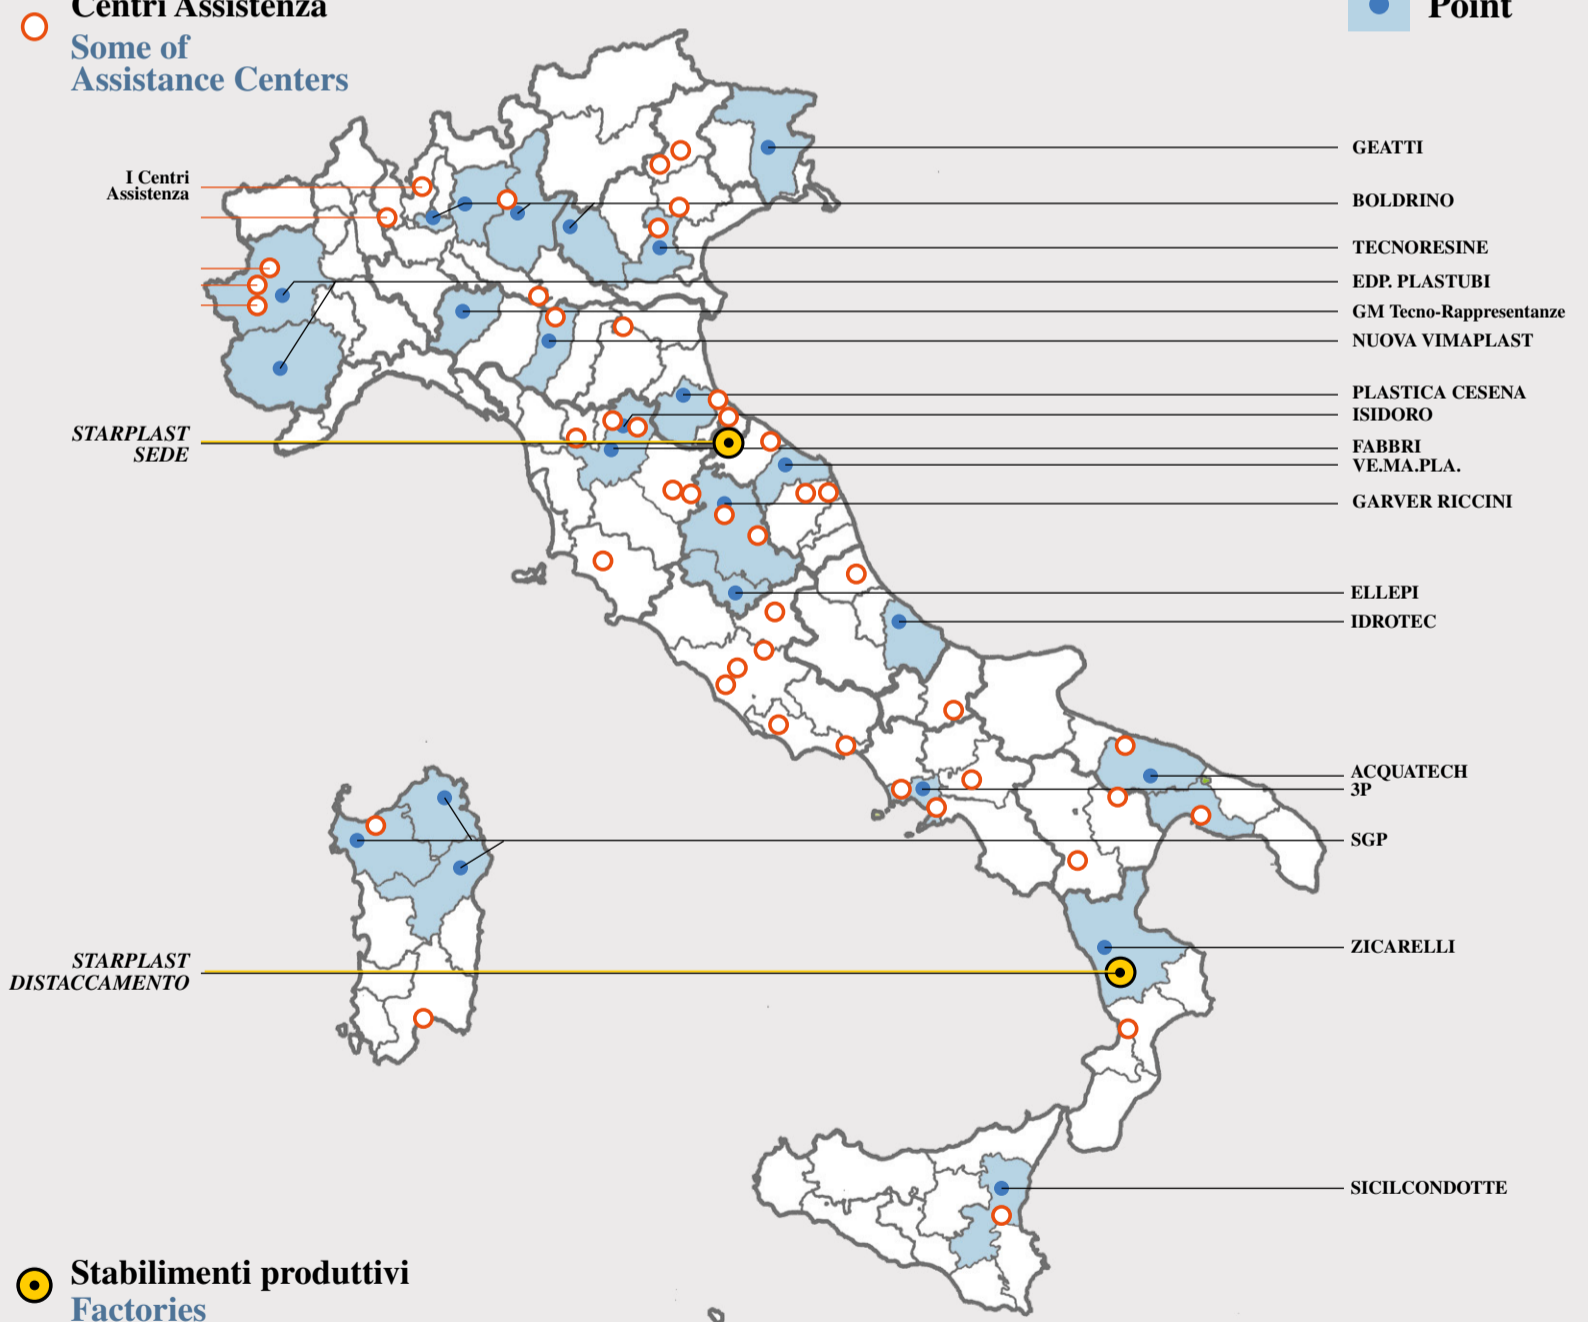 Centri Assistenza
Some of
Assistance Centers
Point
I Centri
Assistenza
GEATTI
BOLDRINO
TECNORESINE
EDP. PLASTUBI
GM Tecno-Rappresentanze
NUOVA VIMAPLAST
PLASTICA CESENA
ISIDORO
STARPLAST
SEDE
FABBRI
VE.MA.PLA.
GARVER RICCINI
ELLEPI
IDROTEC
ACQUATECH
3P
SGP
ZICARELLI
STARPLAST
DISTACCAMENTO
SICILCONDOTTE
Stabilimenti produttivi
Factories